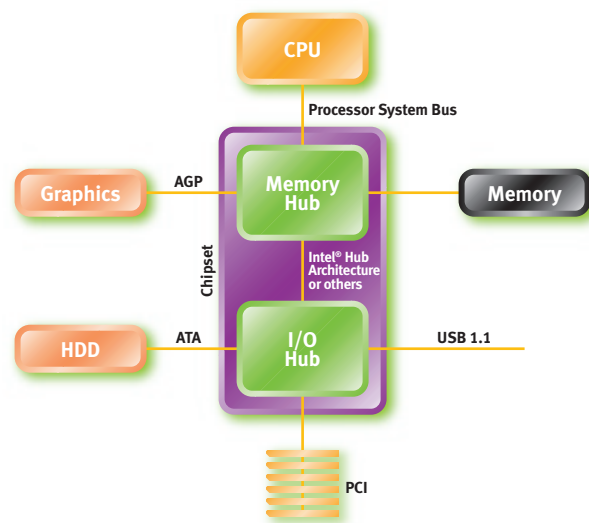 CPU
Processor System Bus
Graphics
AGP
Memory
Hub
Memory
Chipset
Intel® Hub
Architecture
or others
HDD
ATA
I/O
Hub
USB 1.1
PCI